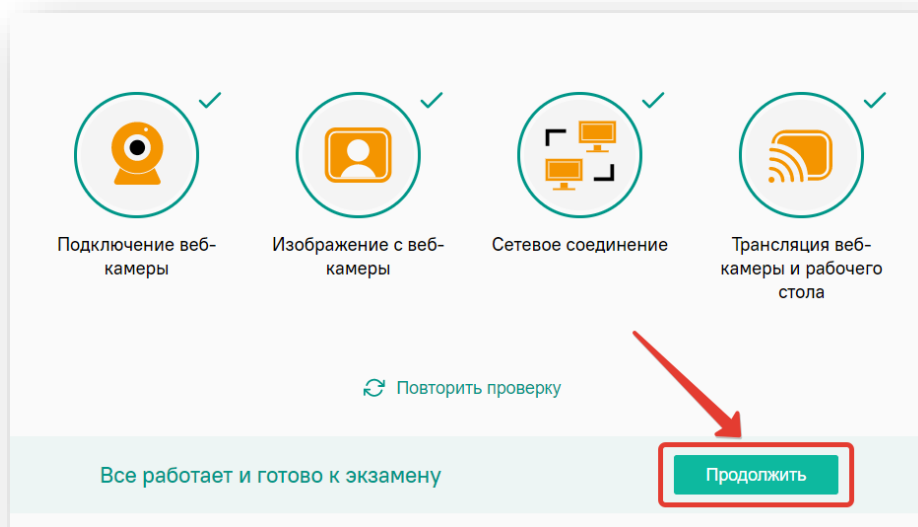 Подключение веб-
камеры
Изображение с веб-
камеры
Сетевое соединение
Трансляция веб-
камеры и рабочего
стола
Повторить проверку
Все работает и готово к экзамену
Продолжить